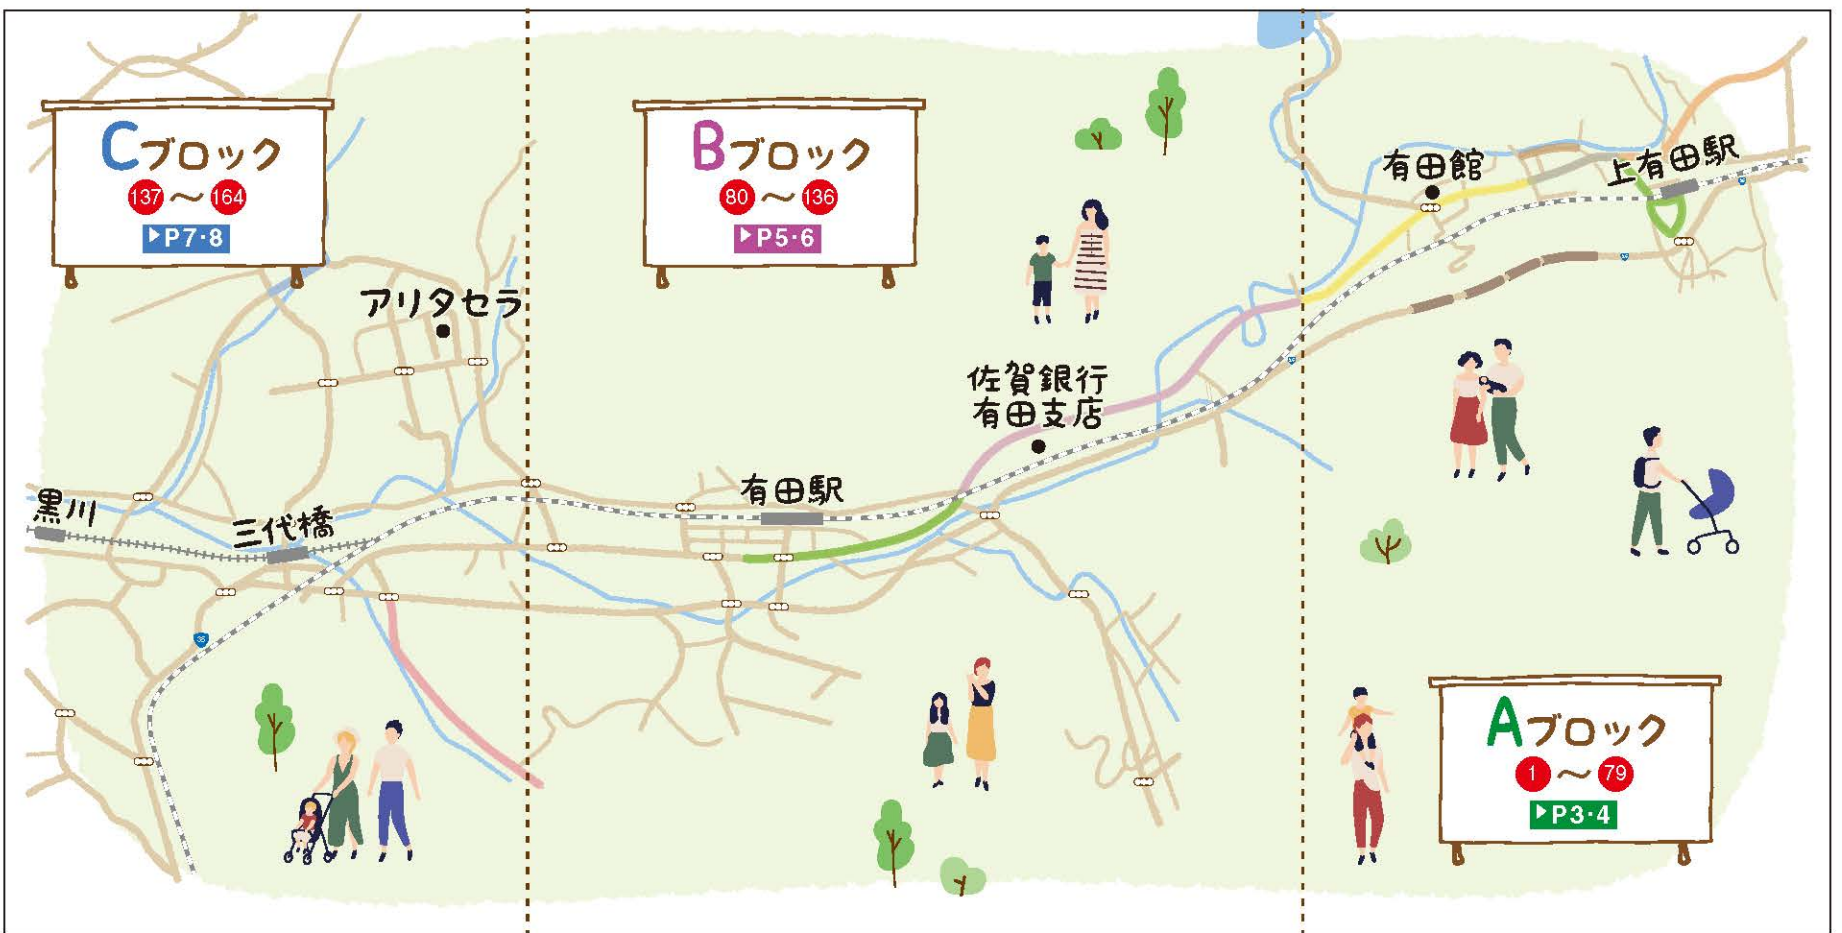 Cブロック
137～164
▶P7·8
Bブロック
80～136
▶P5·6
有田館
上有田駅
アリタセラ
佐賀銀行
有田支店
有田駅
黒川
三代橋
35
Aブロック
1～79
▶P3·4